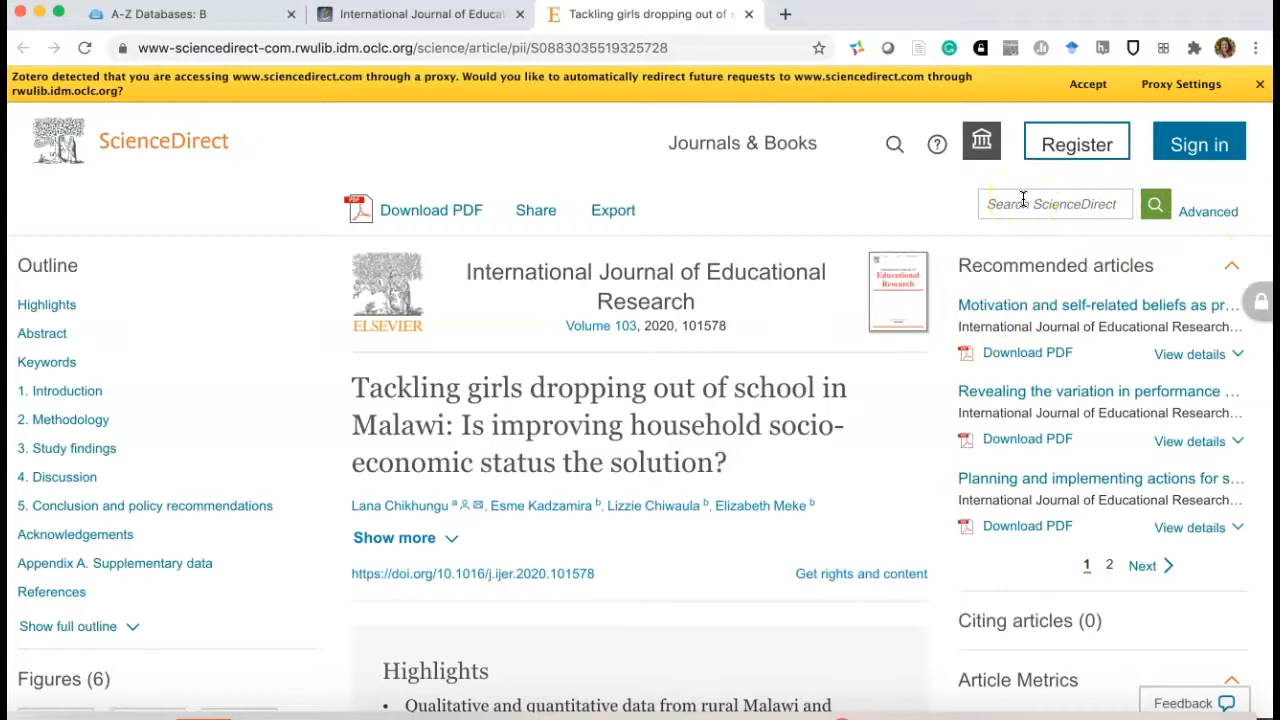 A-Z Databases: B
International Journal of Educat
Tackling girls dropping out of s
www-sciencedirect-com.rwulib.idm.oclc.org/science/article/pii/S0883035519325728
Zotero detected that you are accessing www.sciencedirect.com through a proxy. Would you like to automatically redirect future requests to www.sciencedirect.com through
rwulib.idm.oclc.org?
Accept
Proxy Settings
ScienceDirect
Journals & Books
Register
Sign in
PDF
Download PDF
Share
Export
Search ScienceDirect
Advanced
Outline
Highlights
Abstract
Keywords
1. Introduction
2. Methodology
3. Study findings
4. Discussion
5. Conclusion and policy recommendations
Acknowledgements
Appendix A. Supplementary data
References
Show full outline
Figures (6)
ELSEVIER
International Journal of Educational
Research
Volume 103, 2020, 101578
Educational
Research
Tackling girls dropping out of school in
Malawi: Is improving household socio-
economic status the solution?
Lana Chikhungu a, Esme Kadzamira b, Lizzie Chiwaula b, Elizabeth Meke b
Show more
https://doi.org/10.1016/j.ijer.2020.101578
Get rights and content
Highlights
• Qualitative and quantitative data from rural Malawi and
Recommended articles
Motivation and self-related beliefs as pr...
International Journal of Educational Research...
Download PDF
View details
Revealing the variation in performance ...
International Journal of Educational Research...
Download PDF
View details
Planning and implementing actions for s...
International Journal of Educational Research...
Download PDF
View details
1 2 Next
Citing articles (0)
Article Metrics
Feedback